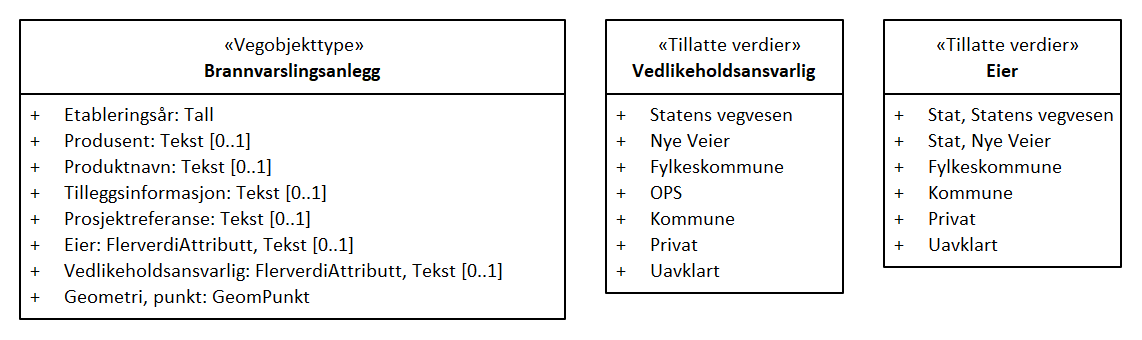 «Vegobjekttype»
Brannvarslingsanlegg
+ Etableringsår: Tall
+ Produsent: Tekst [0..1]
+ Produktnavn: Tekst [0..1]
+ Tilleggsinformasjon: Tekst [0..1]
+ Prosjektreferanse: Tekst [0..1]
+ Eier: FlerverdiAttributt, Tekst [0..1]
+ Vedlikeholdsansvarlig: FlerverdiAttributt, Tekst [0..1]
+ Geometri, punkt: GeomPunkt
«Tillatte verdier»
Vedlikeholdsansvarlig
+ Statens vegvesen
+ Nye Veier
+ Fylkeskommune
+ OPS
+ Kommune
+ Privat
+ Uavklart
«Tillatte verdier»
Eier
+ Stat, Statens vegvesen
+ Stat, Nye Veier
+ Fylkeskommune
+ Kommune
+ Privat
+ Uavklart